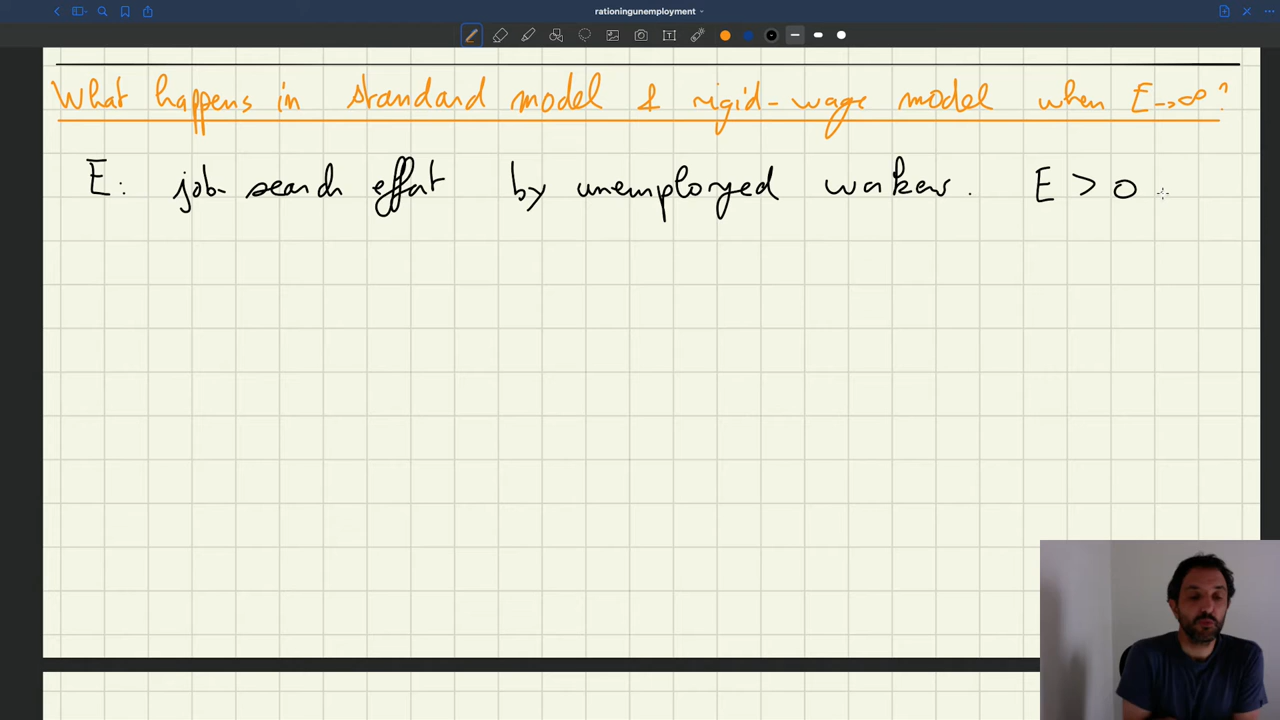 rationingunemployment
What happens in standard model & rigid-wage model when E→∞?
E: job-search effort by unemployed workers. E > 0